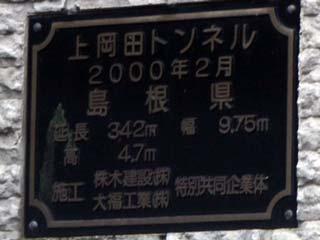 上岡田トンネル
2000年2月
島根県
延長 342m 幅 9.75m
高 4.7m
施工 株木建設㈱ 特別共同企業体
大福工業㈱